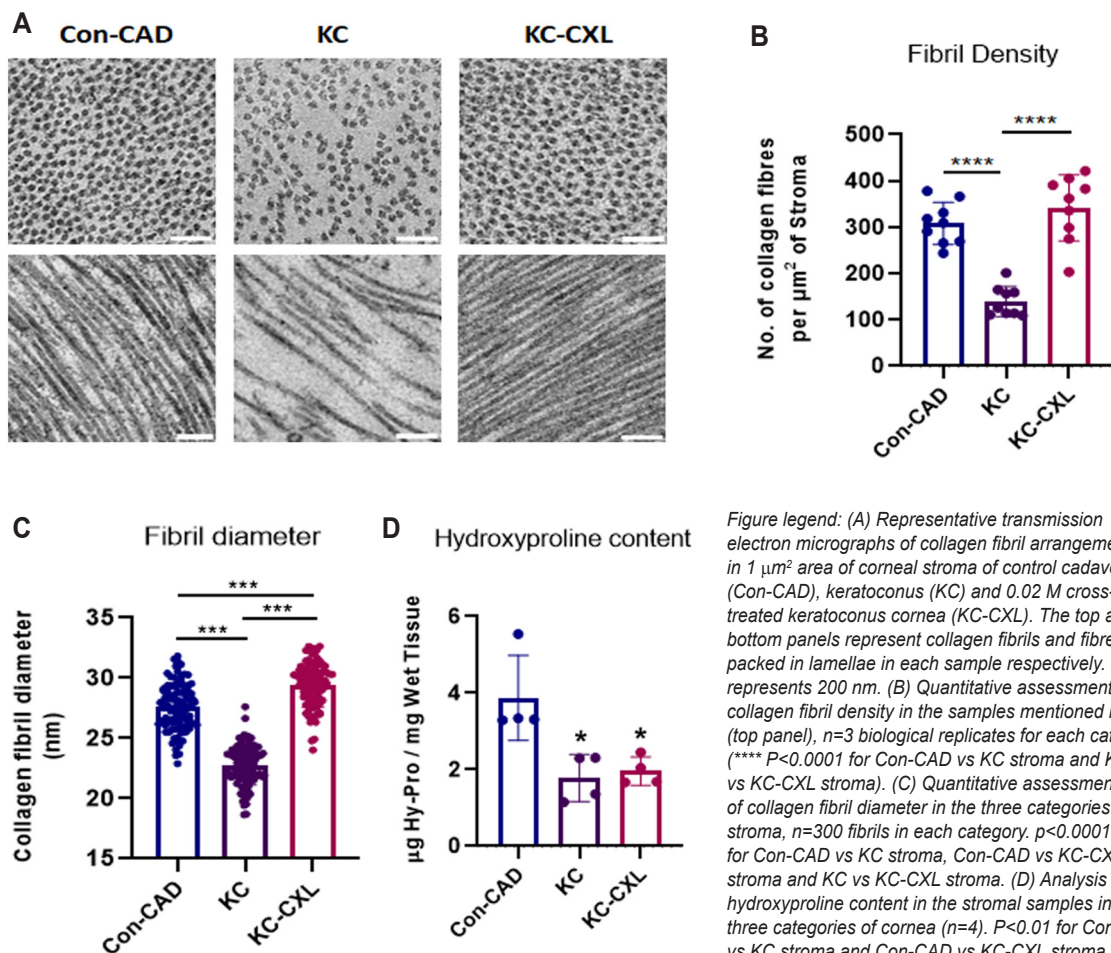 A
Con-CAD KC KC-CXL
B
Fibril Density
No. of collagen fibres
per µm² of Stroma
500
400
300
200
100
0
****
****
Con-CAD
KC
KC-CXL
C
Fibril diameter
Collagen fibril diameter
(nm)
35
30
25
20
15
***
***
***
Con-CAD
KC
KC-CXL
D
Hydroxyproline content
µg Hy-Pro / mg Wet Tissue
6
4
2
0
*
*
Con-CAD
KC
KC-CXL
Figure legend: (A) Representative transmission
electron micrographs of collagen fibril
in 1 µm² area of corneal stroma of control
(Con-CAD), keratoconus (KC) and 0.02 M
treated keratoconus cornea (KC-CXL). The top
bottom panels represent collagen fibrils and
packed in lamellae in each sample respectively.
represents 200 nm. (B) Quantitative assessment
collagen fibril density in the samples mentioned
(top panel), n=3 biological replicates for each
(**** P<0.0001 for Con-CAD vs KC stroma and
vs KC-CXL stroma). (C) Quantitative assessment
of collagen fibril diameter in the three categories
stroma, n=300 fibrils in each category. p<0.0001
for Con-CAD vs KC stroma, Con-CAD vs
stroma and KC vs KC-CXL stroma. (D) Analysis
hydroxyproline content in the stromal samples in
three categories of cornea (n=4). P<0.01 for
vs KC stroma and Con-CAD vs KC-CXL stroma